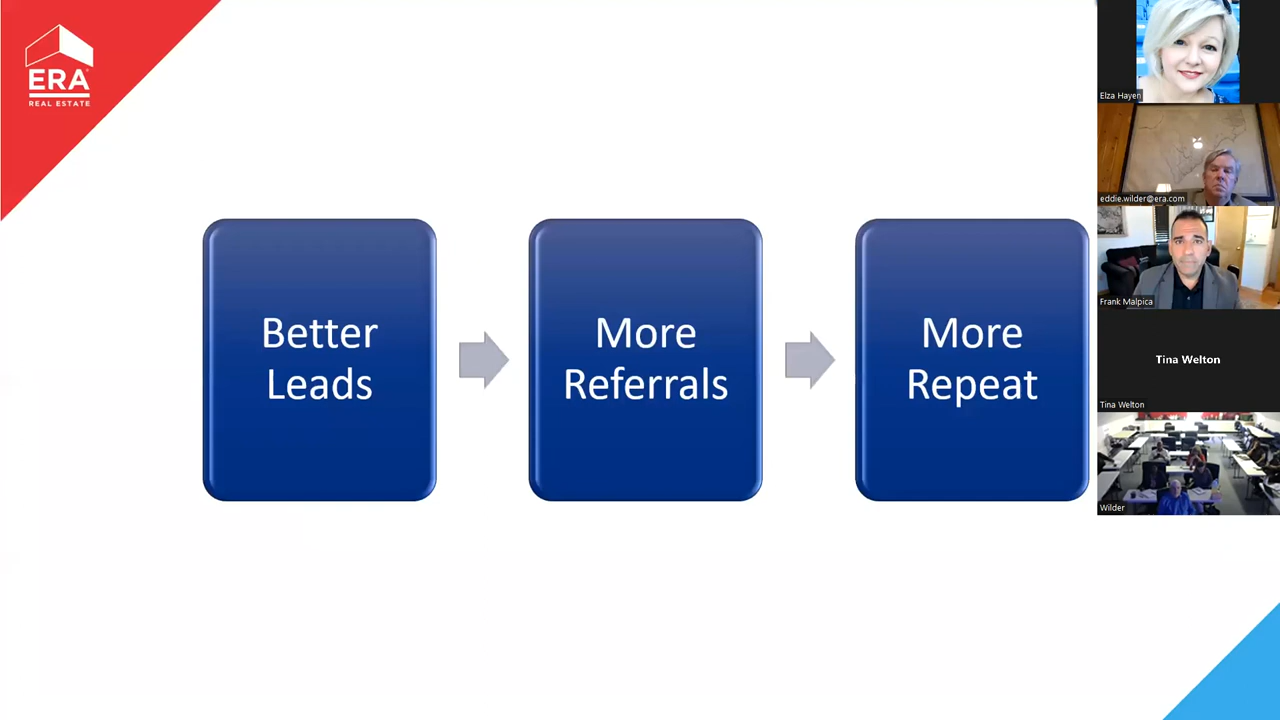 ERA
REAL ESTATE
Better
Leads
More
Referrals
More
Repeat
Elza Hayen
eddie.wilder@era.com
Frank Malpica
Tina Welton
Tina Welton
Wilder